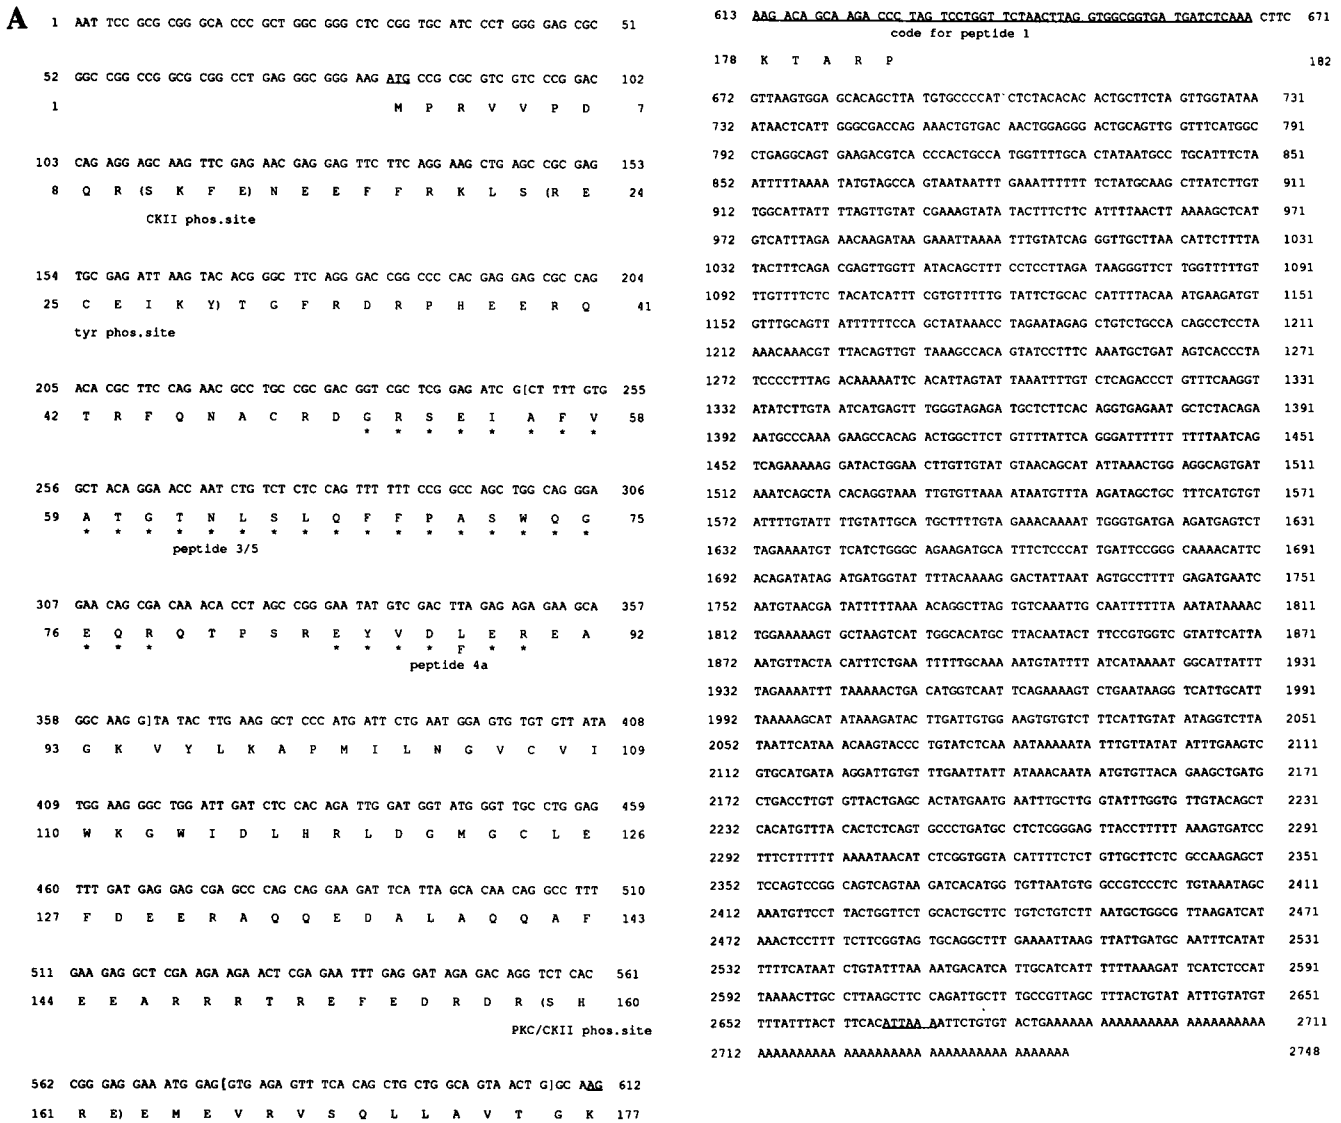 A
1 AAT TCC GCG CGG GCA CCC GCT GGC GGG CTC CGG TGC ATC CCT GGG GAG CGC 51
52 GGC CGG CCG GCG CGG CCT GAG GGC GGG AAG ATG CCG CGC GTC GTC CCG GAC 102
1 M P R V V P D 7
103 CAG AGG AGC AAG TTC GAG AAC GAG GAG TTC TTC AGG AAG CTG AGC CGC GAG 153
8 Q R (S K F E) N E E F F R K L S (R E 24
CKII phos.site
154 TGC GAG ATT AAG TAC ACG GGC TTC AGG GAC CGG CCC CAC GAG GAG CGC CAG 204
25 C E I K Y) T G F R D R P H E E R Q 41
tyr phos.site
205 ACA CGC TTC CAG AAC GCC TGC CGC GAC GGT CGC TCG GAG ATC G[CT TTT GTG 255
42 T R F Q N A C R D G R S E I A F V 58
* * * * * * * *
256 GCT ACA GGA ACC AAT CTG TCT CTC CAG TTT TTT CCG GCC AGC TGG CAG GGA 306
59 A T G T N L S L Q F F P A S W Q G 75
* * * * * * * * * * * * * * * * *
peptide 3/5
307 GAA CAG CGA CAA ACA CCT AGC CGG GAA TAT GTC GAC TTA GAG AGA GAA GCA 357
76 E Q R Q T P S R E Y V D L E R E A 92
* * * * * * * F * *
peptide 4a
358 GGC AAG G]TA TAC TTG AAG GCT CCC ATG ATT CTG AAT GGA GTG TGT GTT ATA 408
93 G K V Y L K A P M I L N G V C V I 109
409 TGG AAG GGC TGG ATT GAT CTC CAC AGA TTG GAT GGT ATG GGT TGC CTG GAG 459
110 W K G W I D L H R L D G M G C L E 126
460 TTT GAT GAG GAG CGA GCC CAG CAG GAA GAT TCA TTA GCA CAA CAG GCC TTT 510
127 F D E E R A Q Q E D A L A Q Q A F 143
511 GAA GAG GCT CGA AGA AGA ACT CGA GAA TTT GAG GAT AGA GAC AGG TCT CAC 561
144 E E A R R R T R E F E D R D R (S H 160
PKC/CKII phos.site
562 CGG GAG GAA ATG GAG [GTG AGA GTT TCA CAG CTG CTG GCA GTA ACT G]GC AAG 612
161 R E) E M E V R V S Q L L A V T G K 177
613 AAG ACA GCA AGA CCC TAG TCCTGGT TCTAACTTAG GTGGCGGTGA TGATCTCAAA CTTC 671
code for peptide 1
178 K T A R P 182
672 GTTAAGTGGA GCACAGCTTA TGTGCCCCAT CTCTACACAC ACTGCTTCTA GTTGGTATAA 731
732 ATAACTCATT GGGCGACCAG AAACTGTGAC AACTGGAGGG ACTGCAGTTG GTTTCATGGC 791
792 CTGAGGCAGT GAAGACGTCA CCCACTGCCA TGGTTTTGCA CTATAATGCC TGCATTTCTA 851
852 ATTTTTAAAA TATGTAGCCA GTAATAATTT GAAATTTTTT TCTATGCAAG CTTATCTTGT 911
912 TGGCATTATT TTAGTTGTAT CGAAAGTATA TACTTTCTTC ATTTTAACTT AAAAGCTCAT 971
972 GTCATTTAGA AACAAGATAA GAAATTAAAA TTTGTATCAG GGTTGCTTAA CATTCTTTTA 1031
1032 TACTTTCAGA CGAGTTGGTT ATACAGCTTT CCTCCTTAGA TAAGGGTTCT TGGTTTTTGT 1091
1092 TTGTTTTCTC TACATCATTT CGTGTTTTTG TATTCTGCAC CATTTTACAA ATGAAGATGT 1151
1152 GTTTGCAGTT ATTTTTTCCA GCTATAAACC TAGAATAGAG CTGTCTGCCA CAGCCTCCTA 1211
1212 AAACAAACGT TTACAGTTGT TAAAGCCACA GTATCCTTTC AAATGCTGAT AGTCACCCTA 1271
1272 TCCCCTTTAG ACAAAAATTC ACATTAGTAT TAAATTTTGT CTCAGACCCT GTTTCAAGGT 1331
1332 ATATCTTGTA ATCATGAGTT TGGGTAGAGA TGCTCTTCAC AGGTGAGAAT GCTCTACAGA 1391
1392 AATGCCCAAA GAAGCCACAG ACTGGCTTCT GTTTTATTCA GGGATTTTTT TTTTAATCAG 1451
1452 TCAGAAAAAG GATACTGGAA CTTGTTGTAT GTAACAGCAT ATTAAACTGG AGGCAGTGAT 1511
1512 AAATCAGCTA CACAGGTAAA TTGTGTTAAA ATAATGTTTA AGATAGCTGC TTTCATGTGT 1571
1572 ATTTTGTATT TTGTATTGCA TGCTTTTGTA GAAACAAAAT TGGGTGATGA AGATGAGTCT 1631
1632 TAGAAAATGT TCATCTGGGC AGAAGATGCA TTTCTCCCAT TGATTCCGGG CAAAACATTC 1691
1692 ACAGATATAG ATGATGGTAT TTTACAAAAG GACTATTAAT AGTGCCTTTT GAGATGAATC 1751
1752 AATGTAACGA TATTTTTAAA ACAGGCTTAG TGTCAAATTG CAATTTTTTA AATATAAAAC 1811
1812 TGGAAAAAGT GCTAAGTCAT TGGCACATGC TTACAATACT TTCCGTGGTC GTATTCATTA 1871
1872 AATGTTACTA CATTTCTGAA TTTTTGCAAA AATGTATTTT ATCATAAAAT GGCATTATTT 1931
1932 TAGAAAATTT TAAAAACTGA CATGGTCAAT TCAGAAAAGT CTGAATAAGG TCATTGCATT 1991
1992 TAAAAAGCAT ATAAAGATAC TTGATTGTGG AAGTGTGTCT TTCATTGTAT ATAGGTCTTA 2051
2052 TAATTCATAA ACAAGTACCC TGTATCTCAA AATAAAAATA TTTGTTATAT ATTTGAAGTC 2111
2112 GTGCATGATA AGGATTGTGT TTGAATTATT ATAAACAATA ATGTGTTACA GAAGCTGATG 2171
2172 CTGACCTTGT GTTACTGAGC ACTATGAATG AATTTGCTTG GTATTTGGTG TTGTACAGCT 2231
2232 CACATGTTTA CACTCTCAGT GCCCTGATGC CTCTCGGGAG TTACCTTTTT AAAGTGATCC 2291
2292 TTTCTTTTTT AAAATAACAT CTCGGTGGTA CATTTTCTCT GTTGCTTCTC GCCAAGAGCT 2351
2352 TCCAGTCCGG CAGTCAGTAA GATCACATGG TGTTAATGTG GCCGTCCCTC TGTAAATAGC 2411
2412 AAATGTTCCT TACTGGTTCT GCACTGCTTC TGTCTGTCTT AATGCTGGCG TTAAGATCAT 2471
2472 AAACTCCTTT TCTTCGGTAG TGCAGGCTTT GAAAATTAAG TTATTGATGC AATTTCATAT 2531
2532 TTTTCATAAT CTGTATTTAA AATGACATCA TTGCATCATT TTTTAAAGAT TCATCTCCAT 2591
2592 TAAAACTTGC CTTAAGCTTC CAGATTGCTT TGCCGTTAGC TTTACTGTAT ATTTGTATGT 2651
2652 TTTATTTACT TTCACATTAA AATTCTGTGT ACTGAAAAAA AAAAAAAAAA AAAAAAAAAA 2711
2712 AAAAAAAAAA AAAAAAAAAA AAAAAAAAAA AAAAAAA 2748